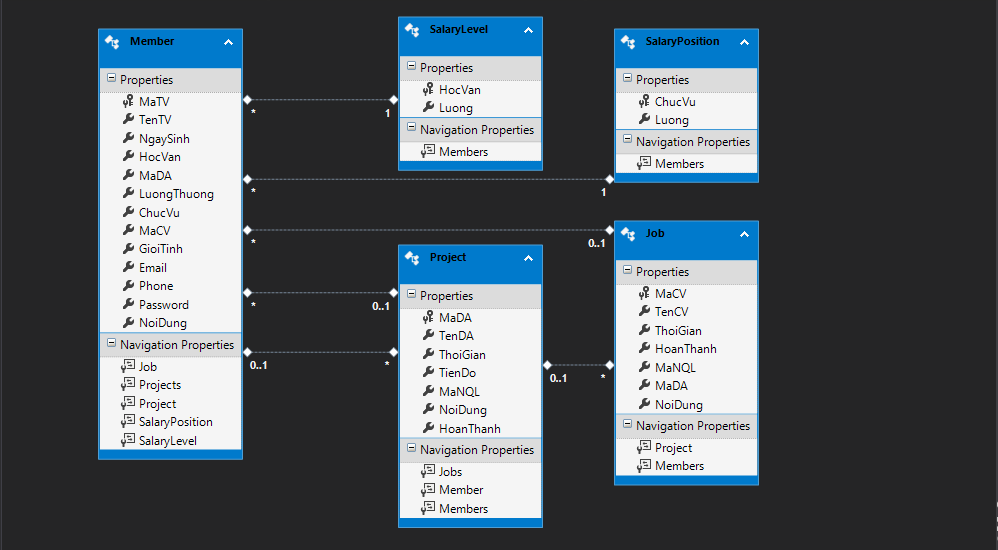 Member
Properties
MaTV
TenTV
NgaySinh
HocVan
MaDA
LuongThuong
ChucVu
MaCV
GioiTinh
Email
Phone
Password
NoiDung
Navigation Properties
Job
Projects
Project
SalaryPosition
SalaryLevel
* 1
* 1
* 0..1
* 0..1
0..1 *
SalaryLevel
Properties
HocVan
Luong
Navigation Properties
Members
SalaryPosition
Properties
ChucVu
Luong
Navigation Properties
Members
Project
Properties
MaDA
TenDA
ThoiGian
TienDo
MaNQL
NoiDung
HoanThanh
Navigation Properties
Jobs
Member
Members
0..1 *
Job
Properties
MaCV
TenCV
ThoiGian
HoanThanh
MaNQL
MaDA
NoiDung
Navigation Properties
Project
Members